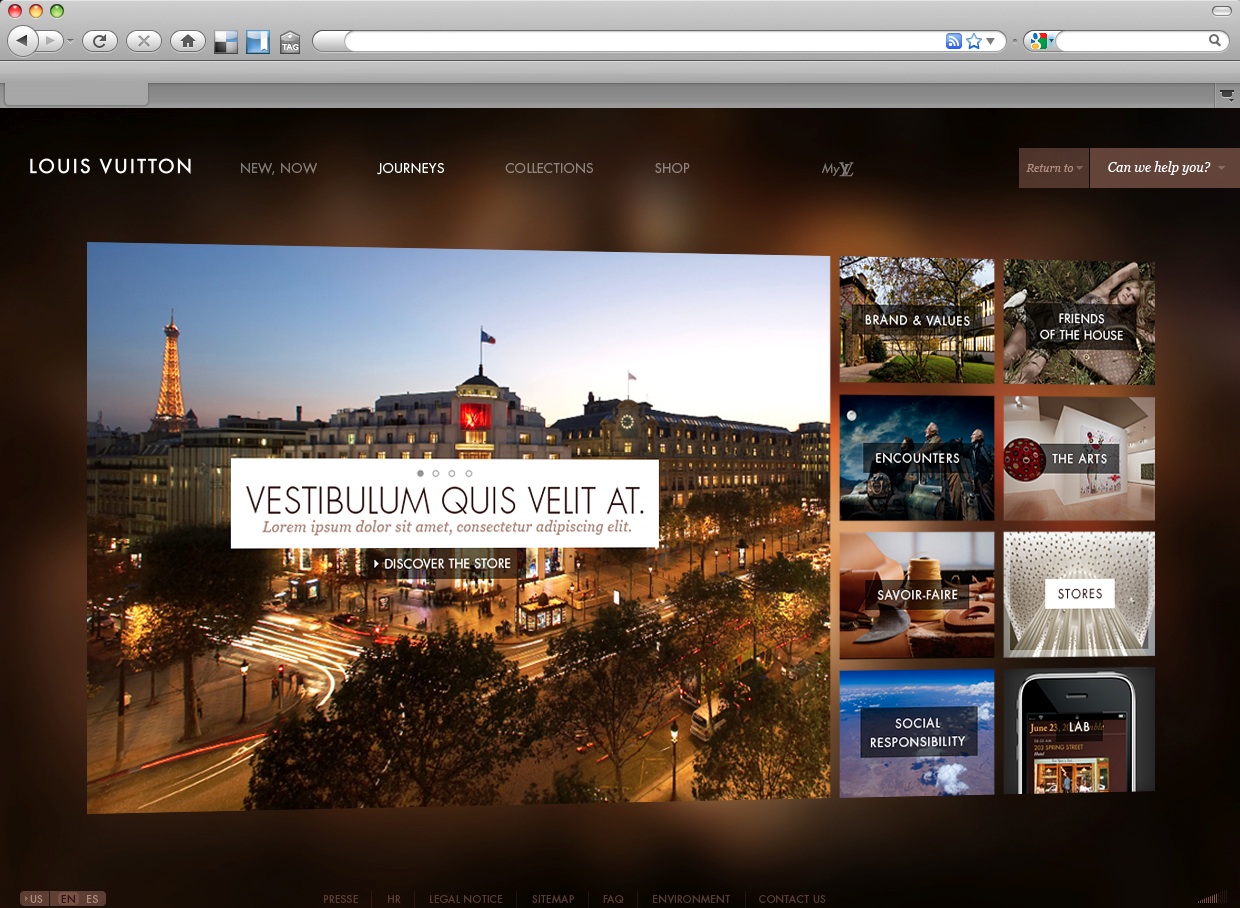 TAG
LOUIS VUITTON
NEW, NOW
JOURNEYS
COLLECTIONS
SHOP
My LV
Return to
Can we help you?
BRAND & VALUES
FRIENDS
OF THE HOUSE
ENCOUNTERS
THE ARTS
VESTIBULUM QUIS VELIT AT.
Lorem ipsum dolor sit amet, consectetur adipiscing elit.
DISCOVER THE STORE
SAVOIR-FAIRE
STORES
SOCIAL
RESPONSIBILITY
LAB
June 23, 2
203 SPRING STREET
US
EN
ES
PRESSE
HR
LEGAL NOTICE
SITEMAP
FAQ
ENVIRONMENT
CONTACT US